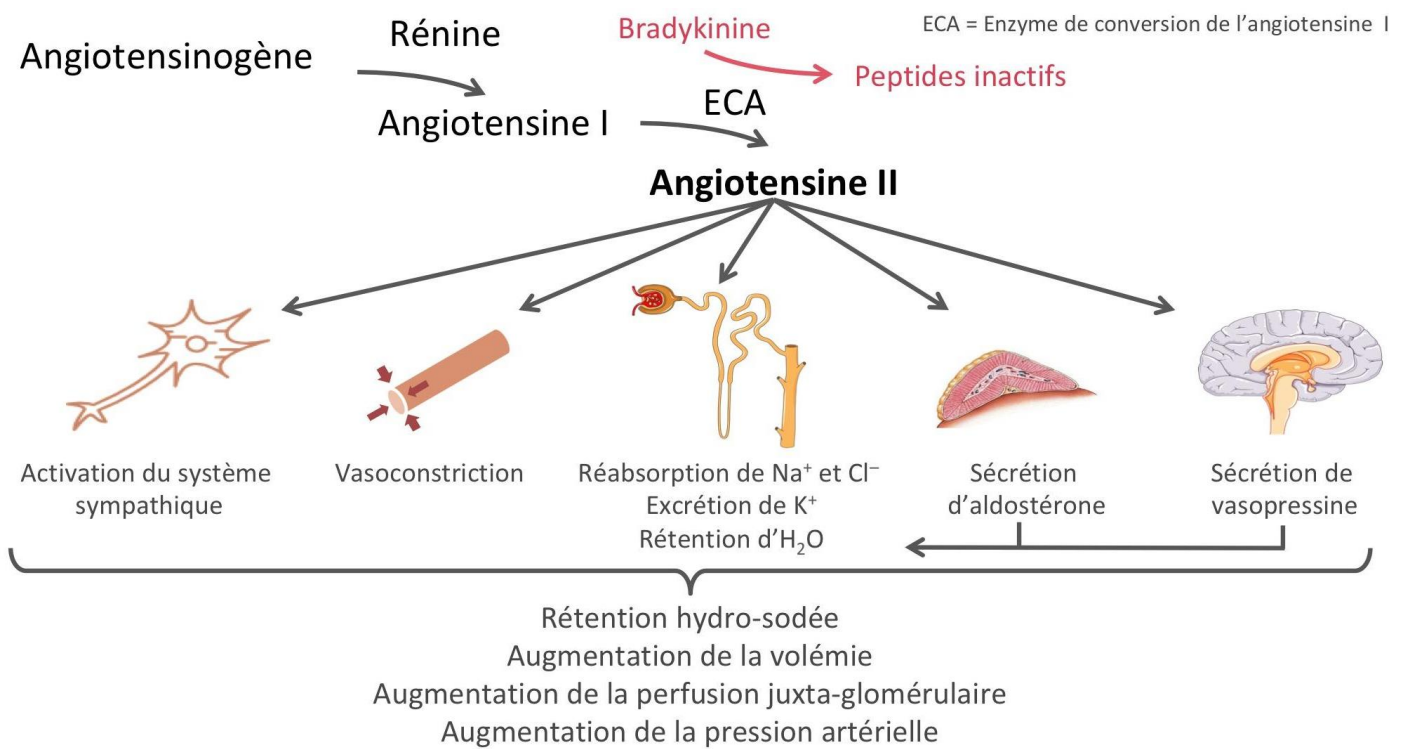 Angiotensinogène
Rénine
Bradykinine
ECA = Enzyme de conversion de l’angiotensine I
Peptides inactifs
Angiotensine I
ECA
Angiotensine II
Activation du système
sympathique
Vasoconstriction
Réabsorption de Na⁺ et Cl⁻
Excrétion de K⁺
Rétention d’H₂O
Sécrétion
d’aldostérone
Sécrétion de
vasopressine
Rétention hydro-sodée
Augmentation de la volémie
Augmentation de la perfusion juxta-glomérulaire
Augmentation de la pression artérielle